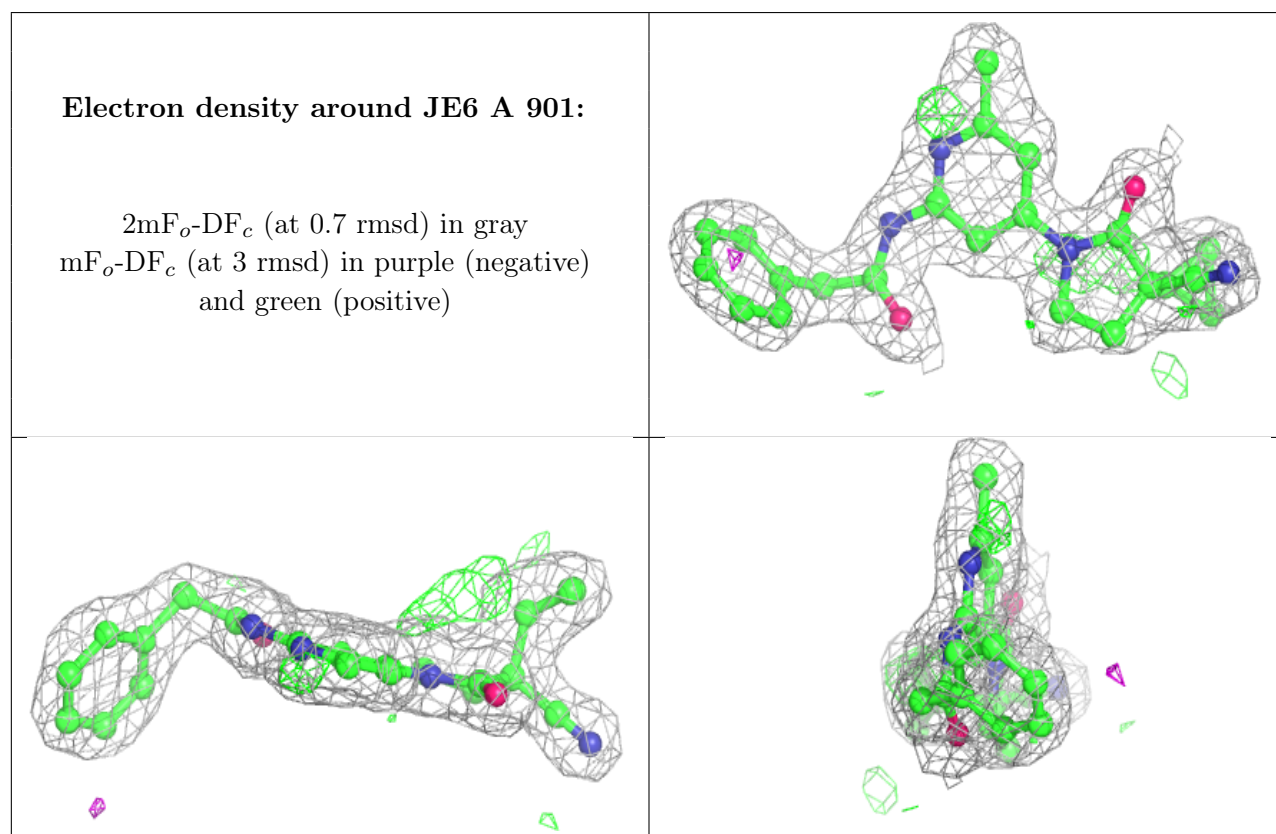 Electron density around JE6 A 901:
2mFₒ-DF𝒸 (at 0.7 rmsd) in gray
mFₒ-DF𝒸 (at 3 rmsd) in purple (negative)
and green (positive)